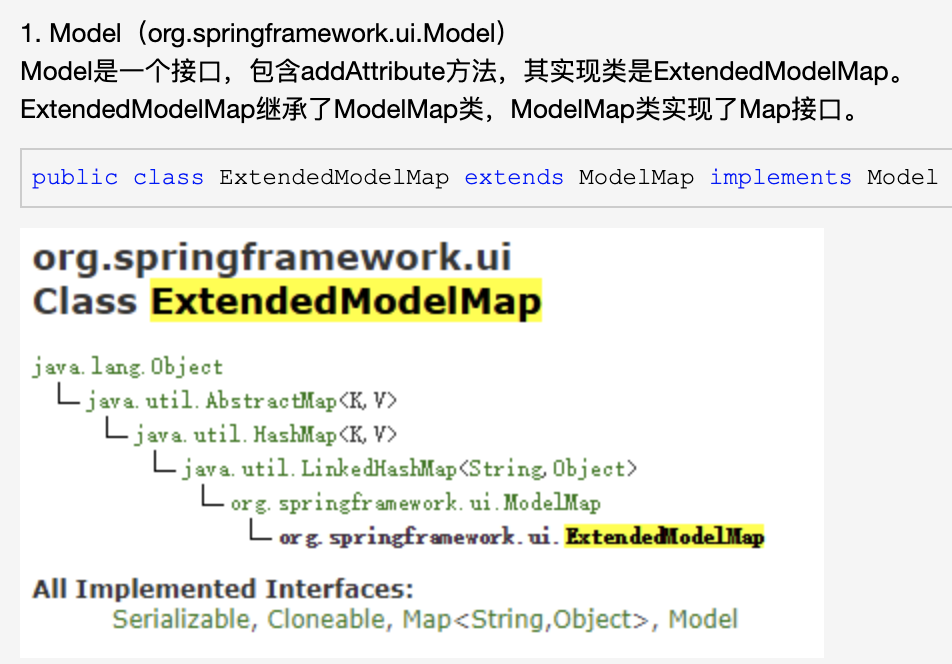 1. Model（org.springframework.ui.Model）
Model是一个接口，包含addAttribute方法，其实现类是ExtendedModelMap。
ExtendedModelMap继承了ModelMap类，ModelMap类实现了Map接口。
public class ExtendedModelMap extends ModelMap implements Model
org.springframework.ui
Class ExtendedModelMap
java.lang.Object
java.util.AbstractMap<K,V>
java.util.HashMap<K,V>
java.util.LinkedHashMap<String,Object>
org.springframework.ui.ModelMap
org.springframework.ui.ExtendedModelMap
All Implemented Interfaces:
Serializable, Cloneable, Map<String,Object>, Model